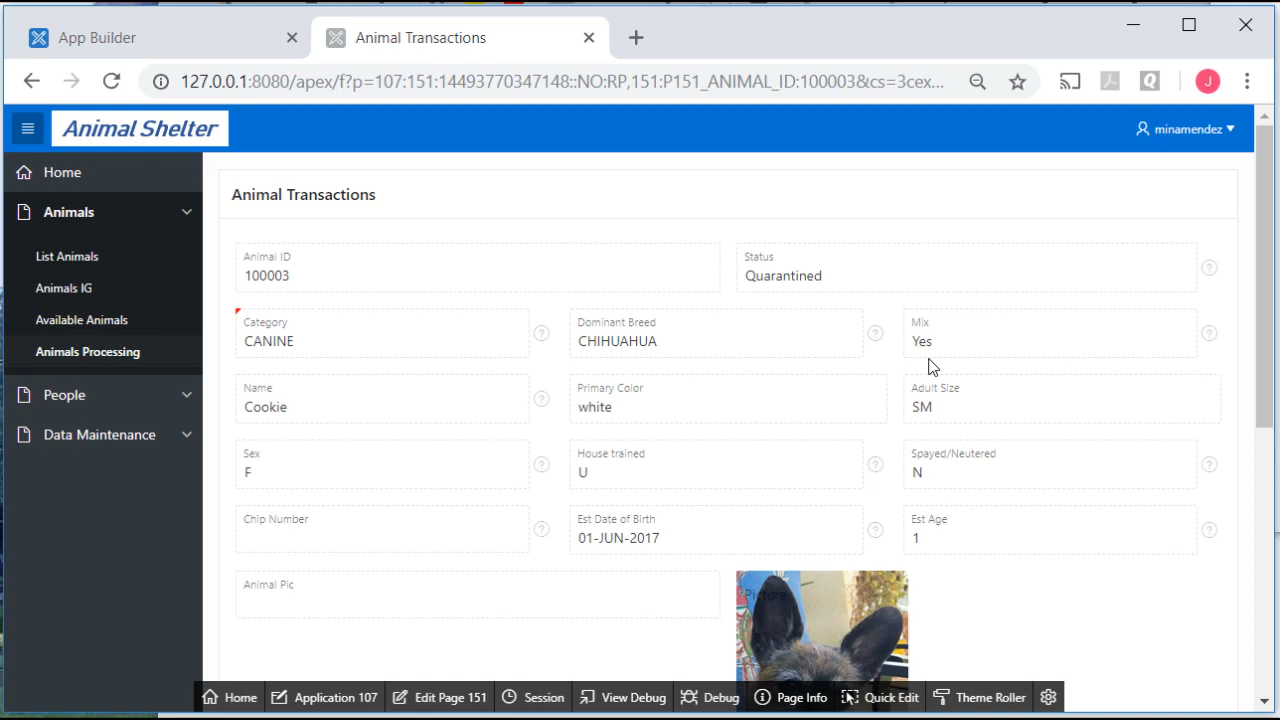 App Builder
Animal Transactions
127.0.0.1:8080/apex/f?p=107:151:14493770347148::NO:RP,151:P151_ANIMAL_ID:100003&cs=3cex...
J
Animal Shelter
minamendez
Home
Animals
List Animals
Animals IG
Available Animals
Animals Processing
People
Data Maintenance
Animal Transactions
Animal ID
100003
Status
Quarantined
Category
CANINE
Dominant Breed
CHIHUAHUA
Mix
Yes
Name
Cookie
Primary Color
white
Adult Size
SM
Sex
F
House trained
U
Spayed/Neutered
N
Chip Number
Est Date of Birth
01-JUN-2017
Est Age
1
Animal Pic
Picture
Home
Application 107
Edit Page 151
Session
View Debug
Debug
Page Info
Quick Edit
Theme Roller